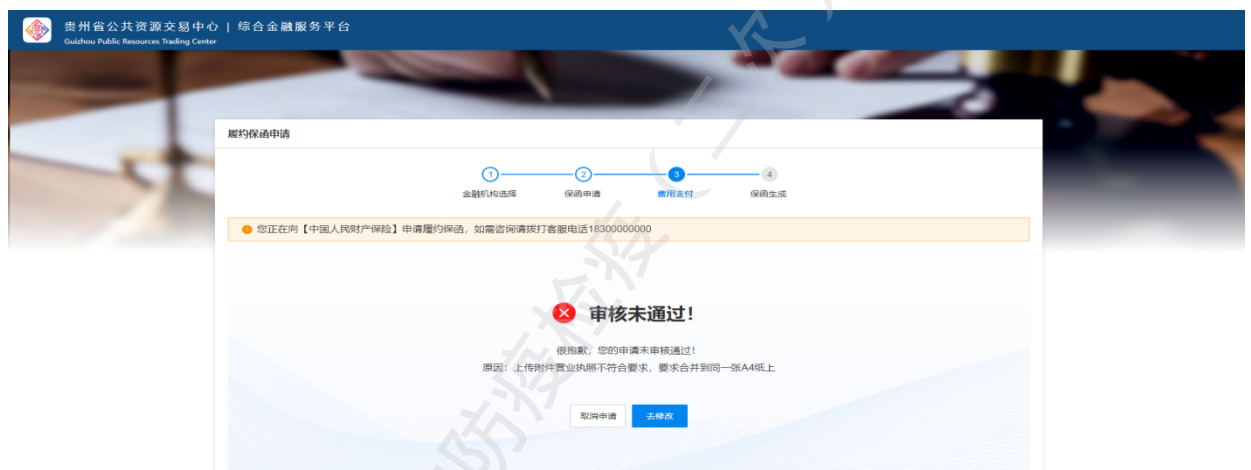 贵州省公共资源交易中心 | 综合金融服务平台
Guizhou Public Resources Trading Center
履约保函申请
1 2 3 4
金融机构选择 保函申请 费用支付 保函生成
您正在向【中国人民财产保险】申请履约保函，如需咨询请拨打客服电话18300000000
审核未通过！
很抱歉，您的申请未审核通过！
原因：上传附件营业执照不符合要求，要求合并到同一张A4纸上
取消申请 去修改
防疫检疫（二次）